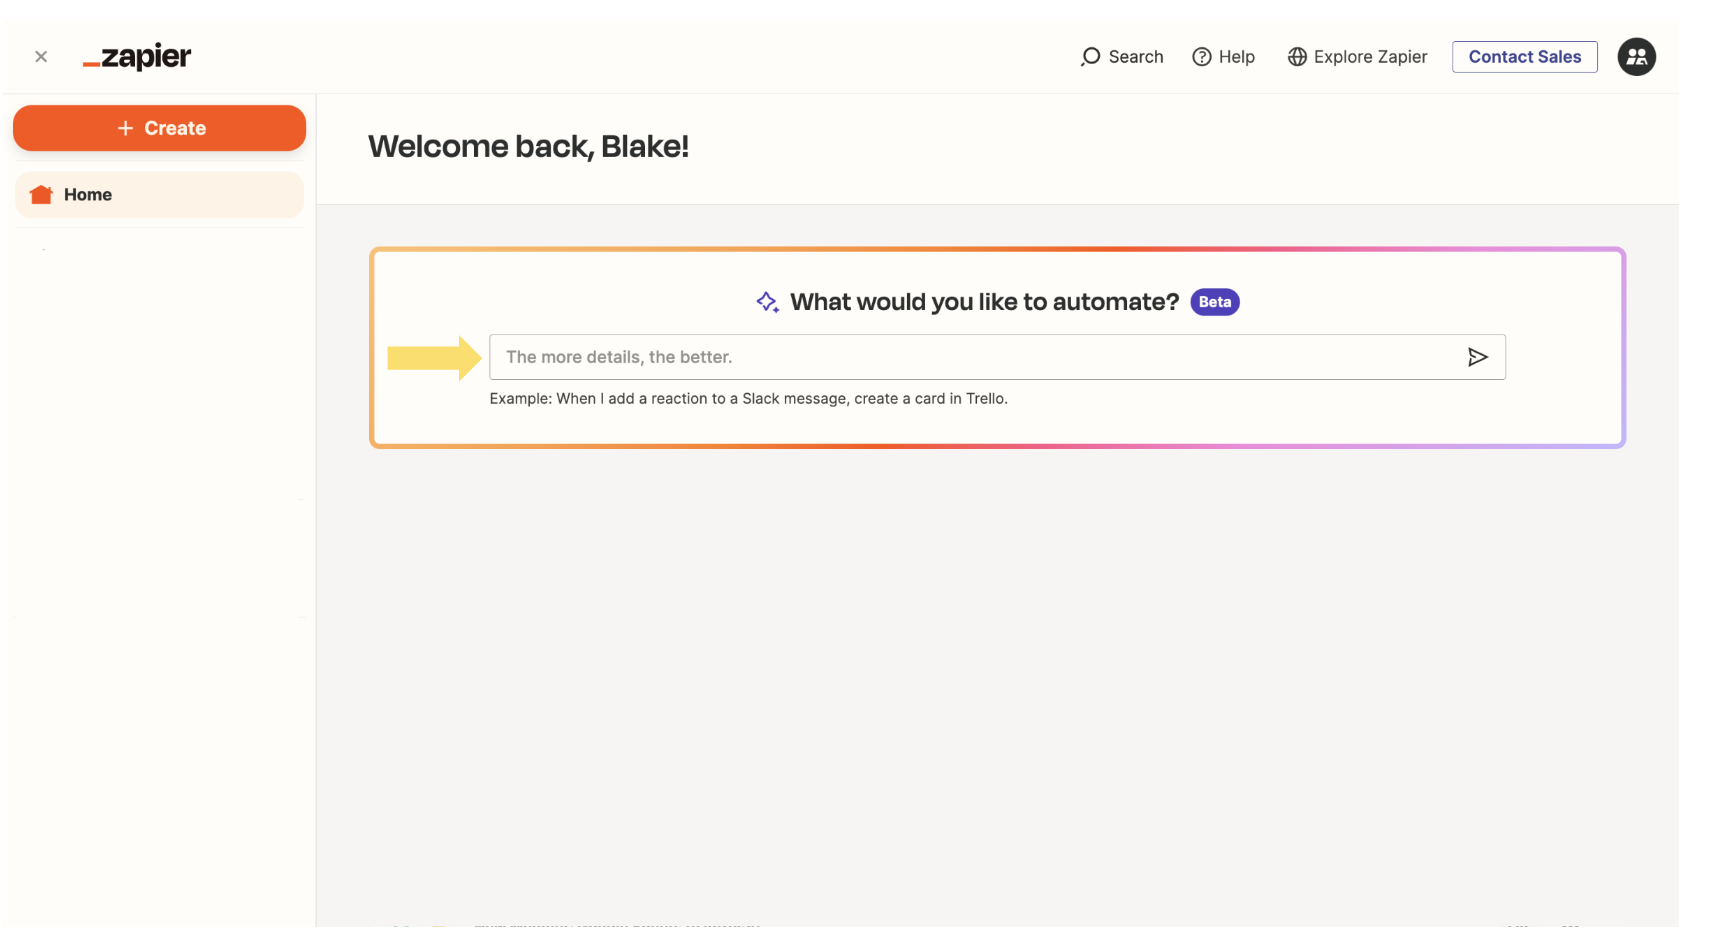 zapier
Search
Help
Explore Zapier
Contact Sales
+ Create
Home
Welcome back, Blake!
What would you like to automate? Beta
The more details, the better.
Example: When I add a reaction to a Slack message, create a card in Trello.